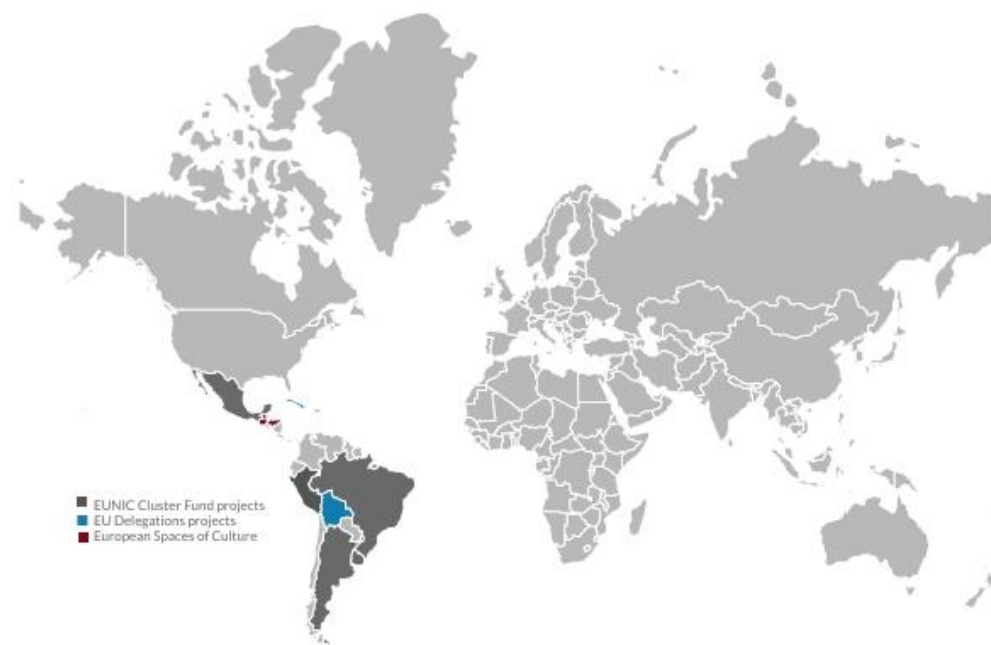 EUNIC Cluster Fund projects
EU Delegations projects
European Spaces of Culture